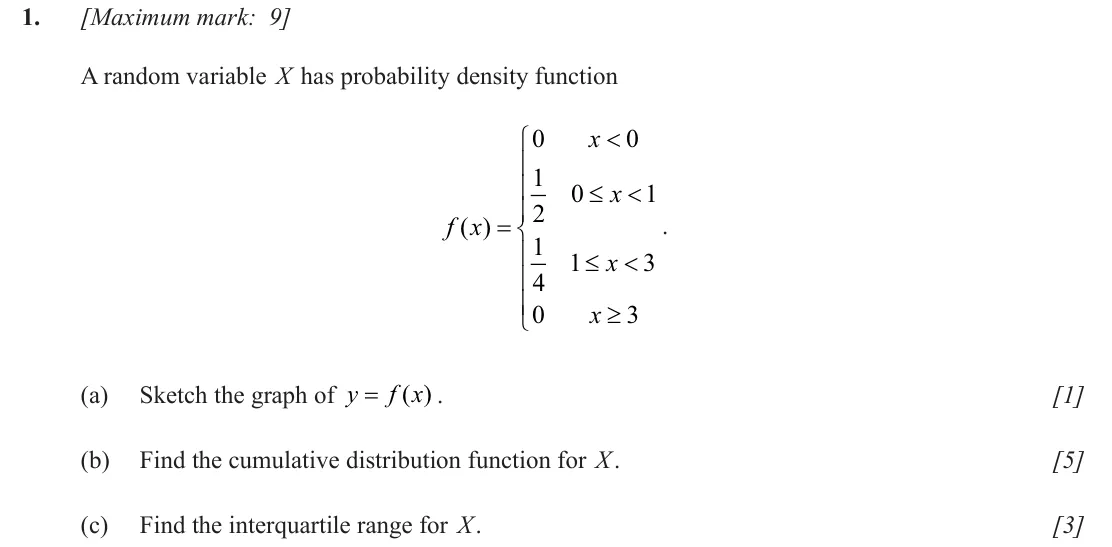 1. [Maximum mark: 9]
A random variable X has probability density function
f(x) = { 0 x < 0
1/2 0 ≤ x < 1
1/4 1 ≤ x < 3
0 x ≥ 3 .
(a) Sketch the graph of y = f(x). [1]
(b) Find the cumulative distribution function for X. [5]
(c) Find the interquartile range for X. [3]